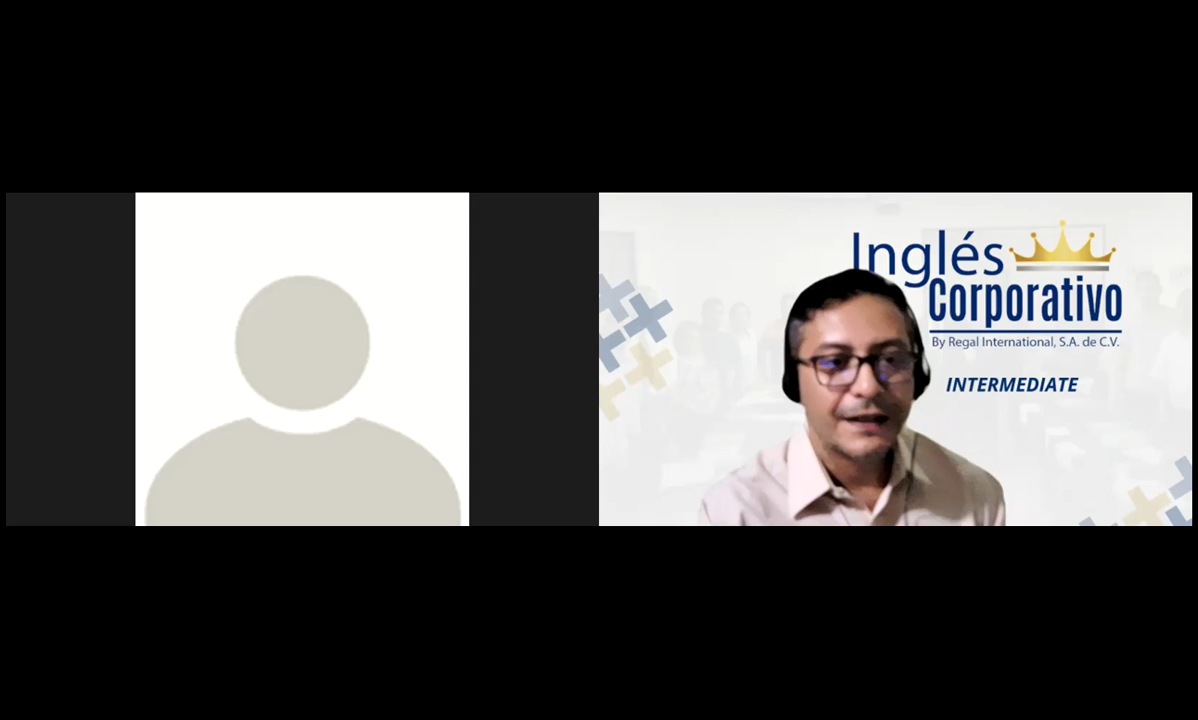 Inglés
Corporativo
By Regal International, S.A. de C.V.
INTERMEDIATE